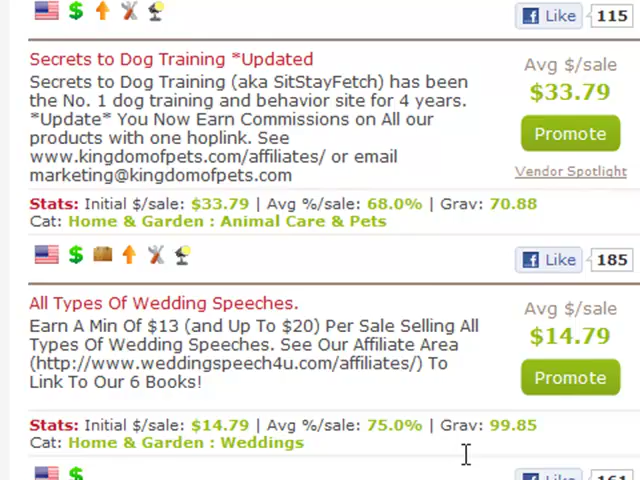 Like 115
Secrets to Dog Training *Updated
Avg $/sale
Secrets to Dog Training (aka SitStayFetch) has been
$33.79
the No. 1 dog training and behavior site for 4 years.
*Update* You Now Earn Commissions on All our
Promote
products with one hoplink. See
www.kingdomofpets.com/affiliates/ or email
marketing@kingdomofpets.com
Vendor Spotlight
Stats: Initial $/sale: $33.79 | Avg %/sale: 68.0% | Grav: 70.88
Cat: Home & Garden : Animal Care & Pets
Like 185
All Types Of Wedding Speeches.
Avg $/sale
Earn A Min Of $13 (and Up To $20) Per Sale Selling All
$14.79
Types Of Wedding Speeches. See Our Affiliate Area
(http://www.weddingspeech4u.com/affiliates/) To
Promote
Link To Our 6 Books!
Stats: Initial $/sale: $14.79 | Avg %/sale: 75.0% | Grav: 99.85
Cat: Home & Garden : Weddings
Like 161